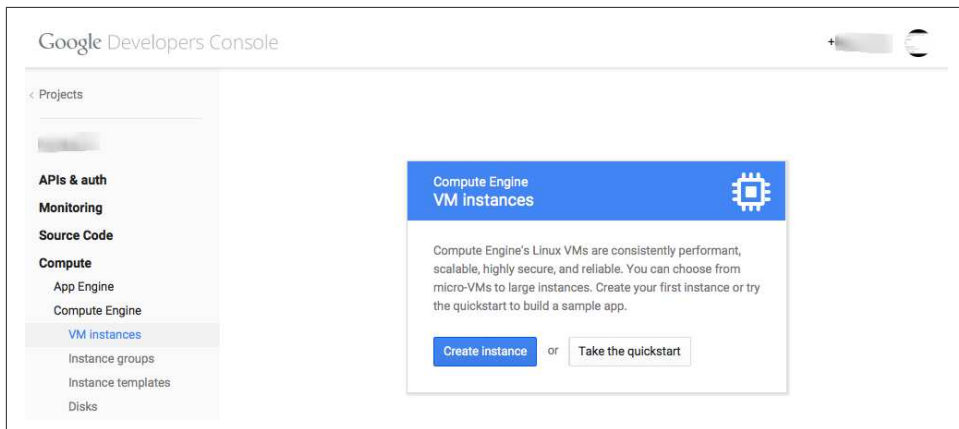 Google Developers Console
+
< Projects
APIs & auth
Monitoring
Source Code
Compute
App Engine
Compute Engine
VM instances
Instance groups
Instance templates
Disks
Compute Engine
VM instances
Compute Engine's Linux VMs are consistently performant,
scalable, highly secure, and reliable. You can choose from
micro-VMs to large instances. Create your first instance or try
the quickstart to build a sample app.
Create instance or Take the quickstart